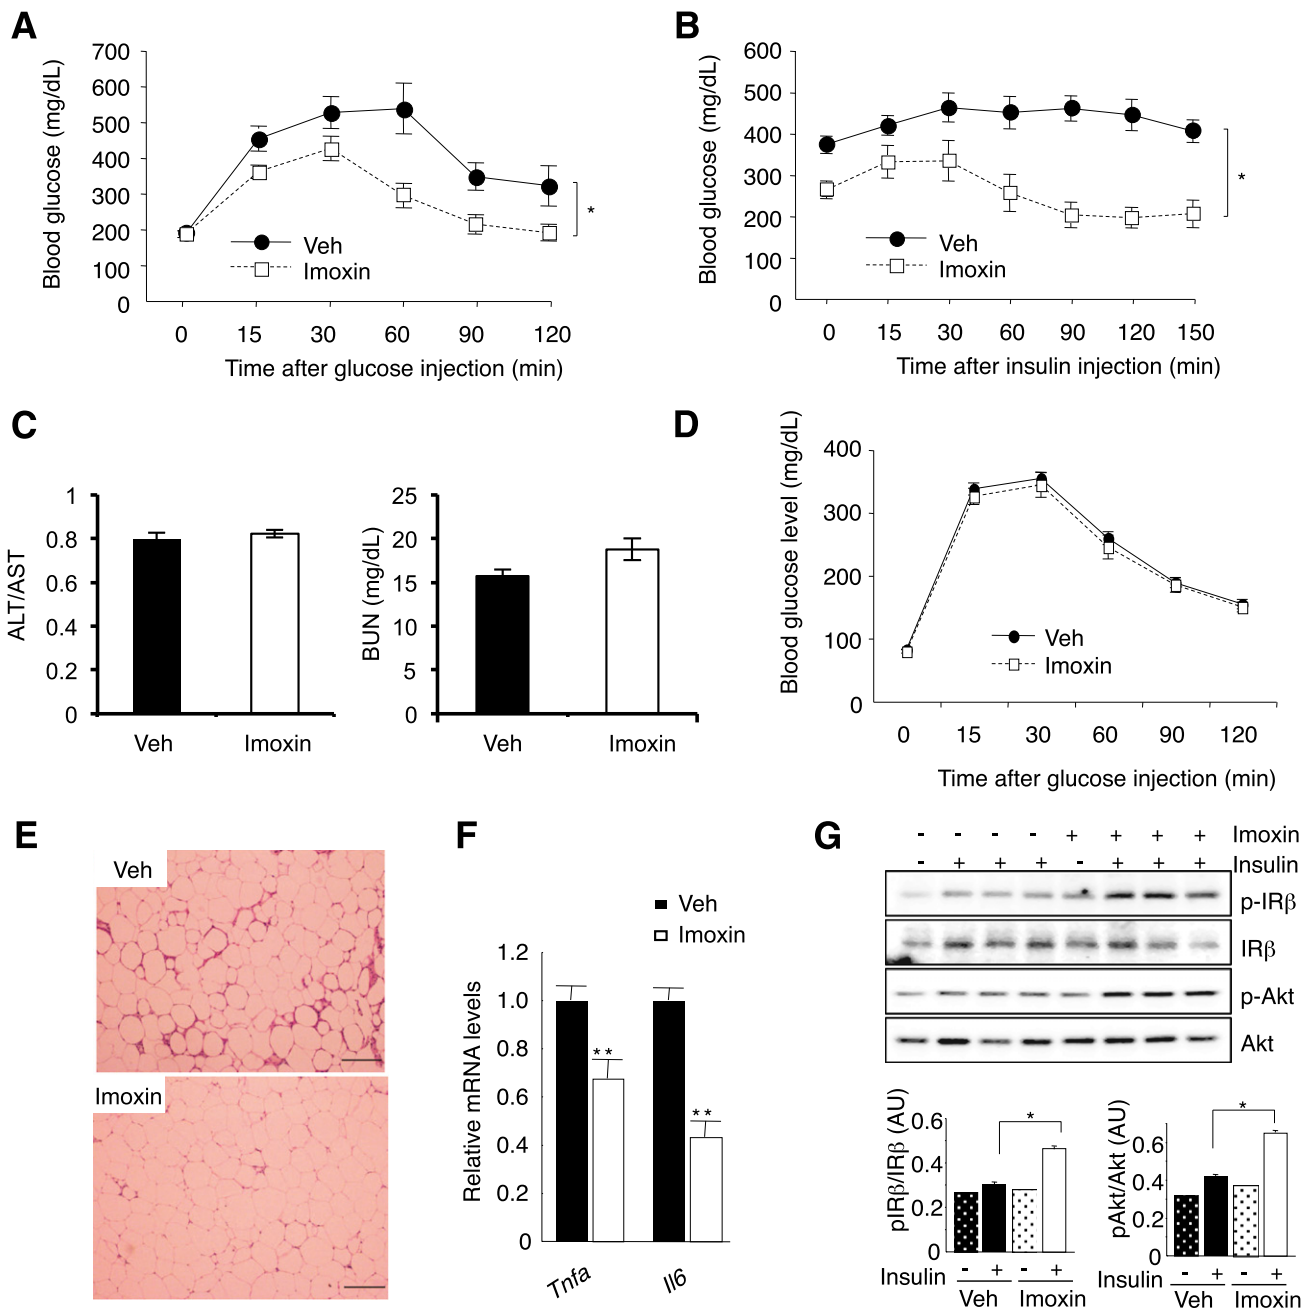 A
Blood glucose (mg/dL)
700
600
500
400
300
200
100
0
Veh
Imoxin
*
0 15 30 60 90 120
Time after glucose injection (min)
B
Blood glucose (mg/dL)
600
500
400
300
200
100
0
Veh
Imoxin
*
0 15 30 60 90 120 150
Time after insulin injection (min)
C
ALT/AST
1
0.8
0.6
0.4
0.2
0
Veh Imoxin
BUN (mg/dL)
25
20
15
10
5
0
Veh Imoxin
D
Blood glucose level (mg/dL)
400
300
200
100
0
Veh
Imoxin
0 15 30 60 90 120
Time after glucose injection (min)
E
Veh
Imoxin
F
Veh
Imoxin
Relative mRNA levels
1.2
1.0
0.8
0.6
0.4
0.2
0
**
**
Tnfa Il6
G
- - - - + + + + Imoxin
- + + + - + + + Insulin
p-IRβ
IRβ
p-Akt
Akt
pIRβ/IRβ (AU)
0.6
0.4
0.2
0
*
Insulin - + - +
Veh Imoxin
pAkt/Akt (AU)
0.6
0.4
0.2
0
*
Insulin - + - +
Veh Imoxin